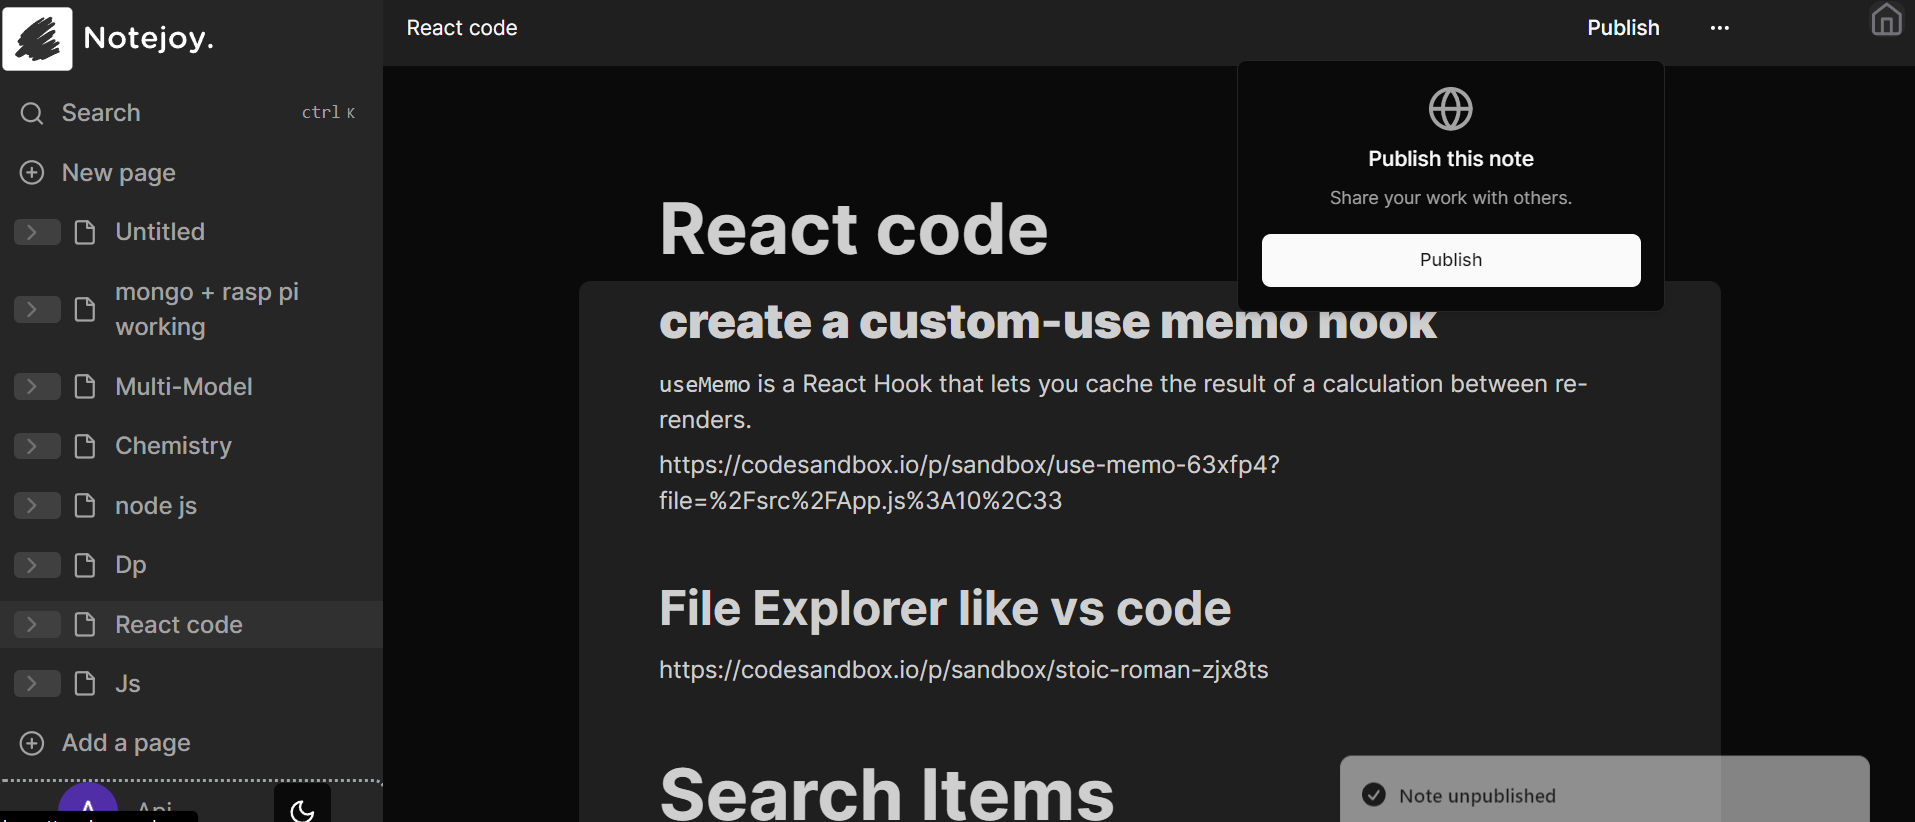 Notejoy.
Search ctrl K
New page
Untitled
mongo + rasp pi
working
Multi-Model
Chemistry
node js
Dp
React code
Js
Add a page
A
React code
Publish
Publish this note
Share your work with others.
Publish
React code
create a custom-use memo hook
useMemo is a React Hook that lets you cache the result of a calculation between re-
renders.
https://codesandbox.io/p/sandbox/use-memo-63xfp4?
file=%2Fsrc%2FApp.js%3A10%2C33
File Explorer like vs code
https://codesandbox.io/p/sandbox/stoic-roman-zjx8ts
Search Items
Note unpublished